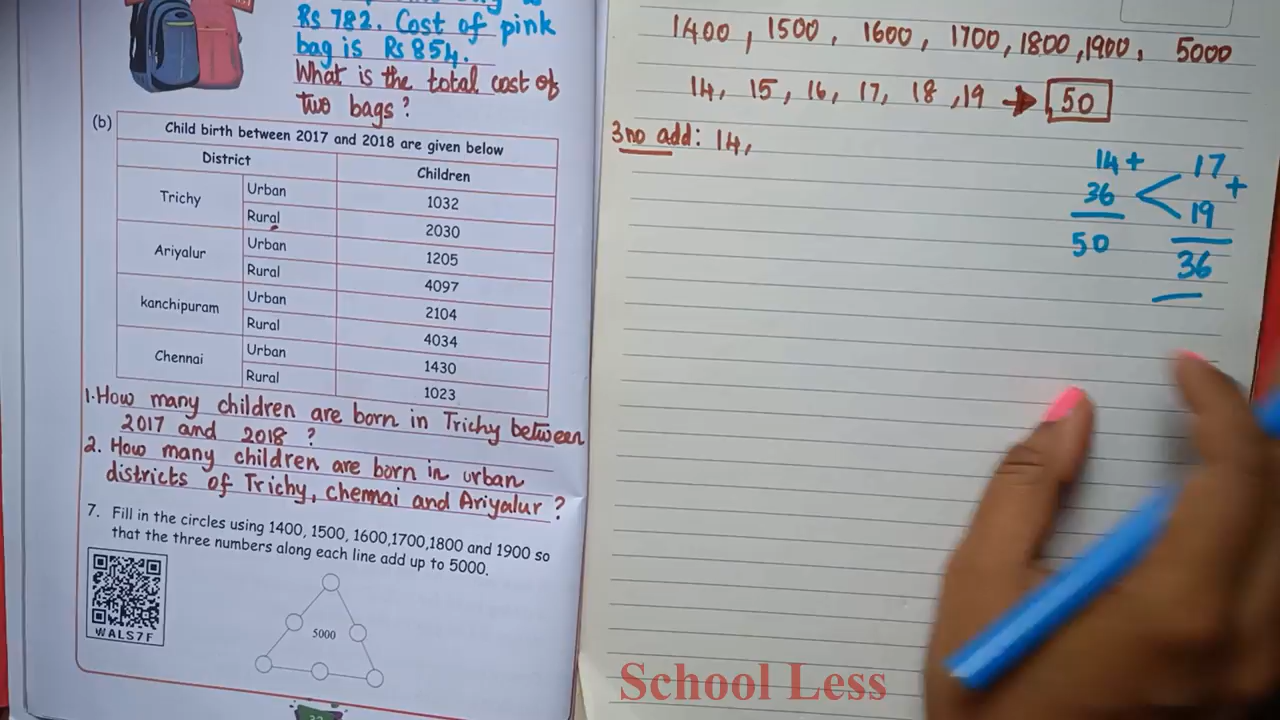 Rs 782. Cost of pink
bag is Rs 854.
What is the total cost of
two bags?
(b)
Child birth between 2017 and 2018 are given below
District Children
Trichy Urban 1032
Rural 2030
Ariyalur Urban 1205
Rural 4097
kanchipuram Urban 2104
Rural 4034
Chennai Urban 1430
Rural 1023
1. How many children are born in Trichy between
2017 and 2018 ?
2. How many children are born in urban
districts of Trichy, Chennai and Ariyalur ?
7. Fill in the circles using 1400, 1500, 1600,1700,1800 and 1900 so
that the three numbers along each line add up to 5000.
WALS7F
5000
1400 , 1500 , 1600 , 1700, 1800 ,1900 , 5000
14, 15, 16, 17, 18 ,19 → 50
3no add: 14,
14 + 17
36 < +
50 19
36
School Less